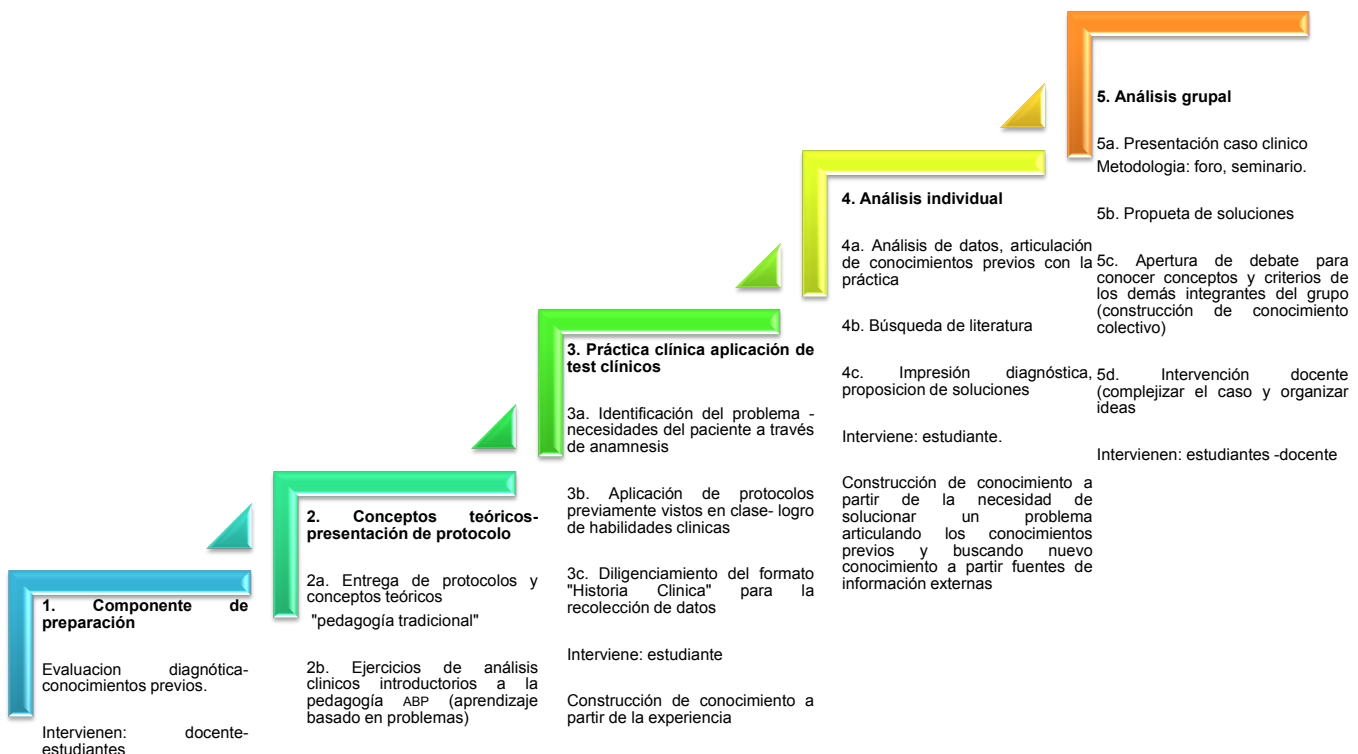 1. Componente de
preparación
Evaluacion diagnótica-
conocimientos previos.
Intervienen: docente-
estudiantes
2. Conceptos teóricos-
presentación de protocolo
2a. Entrega de protocolos y
conceptos teóricos
"pedagogía tradicional"
2b. Ejercicios de análisis
clinicos introductorios a la
pedagogía ABP (aprendizaje
basado en problemas)
3. Práctica clínica aplicación de
test clínicos
3a. Identificación del problema -
necesidades del paciente a través
de anamnesis
3b. Aplicación de protocolos
previamente vistos en clase- logro
de habilidades clinicas
3c. Diligenciamiento del formato
"Historia Clinica" para la
recolección de datos
Interviene: estudiante
Construcción de conocimiento a
partir de la experiencia
4. Análisis individual
4a. Análisis de datos, articulación
de conocimientos previos con la
práctica
4b. Búsqueda de literatura
4c. Impresión diagnóstica,
proposicion de soluciones
Interviene: estudiante.
Construcción de conocimiento a
partir de la necesidad de
solucionar un problema
articulando los conocimientos
previos y buscando nuevo
conocimiento a partir fuentes de
información externas
5. Análisis grupal
5a. Presentación caso clinico
Metodologia: foro, seminario.
5b. Propueta de soluciones
5c. Apertura de debate para
conocer conceptos y criterios de
los demás integrantes del grupo
(construcción de conocimiento
colectivo)
5d. Intervención docente
(complejizar el caso y organizar
ideas
Intervienen: estudiantes -docente